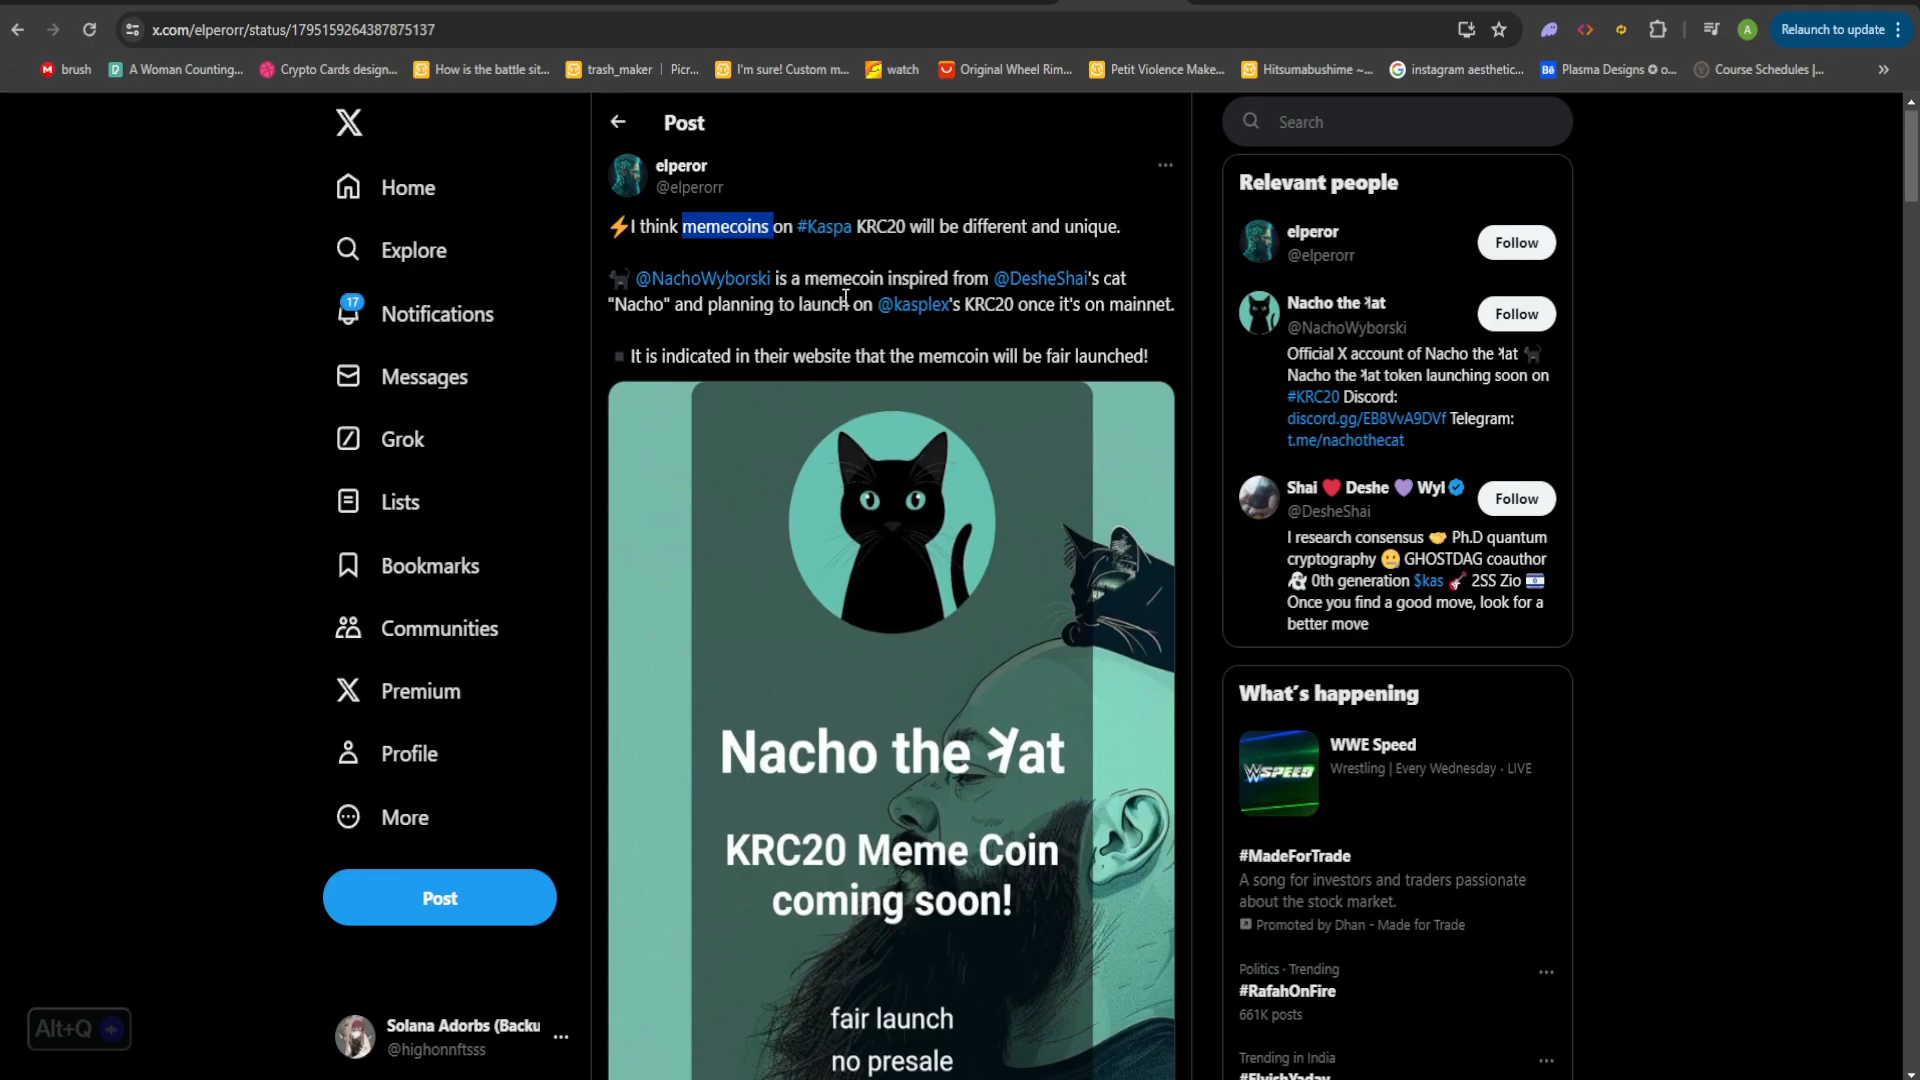 x.com/elperorr/status/1795159264387875137
A
Relaunch to update
brush
A Woman Counting...
Crypto Cards design...
How is the battle sit...
trash_maker | Picr...
I'm sure! Custom m...
watch
Original Wheel Rim...
Petit Violence Make...
Hitsumabushime ~...
instagram aesthetic...
Bē Plasma Designs ✪ o...
Course Schedules |...
»
X
Home
Explore
17
Notifications
Messages
Grok
Lists
Bookmarks
Communities
Premium
Profile
More
Post
Alt+Q
Solana Adorbs (Backu
@highonnftsss
Post
elperor
@elperorr
⚡I think memecoins on #Kaspa KRC20 will be different and unique.
🐈‍⬛ @NachoWyborski is a memecoin inspired from @DesheShai's cat
"Nacho" and planning to launch on @kasplex's KRC20 once it's on mainnet.
▪️It is indicated in their website that the memcoin will be fair launched!
Nacho the ꓘat
KRC20 Meme Coin
coming soon!
fair launch
no presale
Search
Relevant people
elperor
@elperorr
Follow
Nacho the ꓘat
@NachoWyborski
Follow
Official X account of Nacho the ꓘat 🐈‍⬛
Nacho the ꓘat token launching soon on
#KRC20 Discord:
discord.gg/EB8VvA9DVf Telegram:
t.me/nachothecat
Shai ❤️ Deshe 💜 Wyl
@DesheShai
Follow
I research consensus 🤝 Ph.D quantum
cryptography 🤐 GHOSTDAG coauthor
👻 0th generation $kas 🎸 2SS Zio 🇮🇱
Once you find a good move, look for a
better move
What's happening
WSPEED
WWE Speed
Wrestling | Every Wednesday · LIVE
#MadeForTrade
A song for investors and traders passionate
about the stock market.
Promoted by Dhan - Made for Trade
Politics · Trending
#RafahOnFire
661K posts
Trending in India
#ElvishYadav